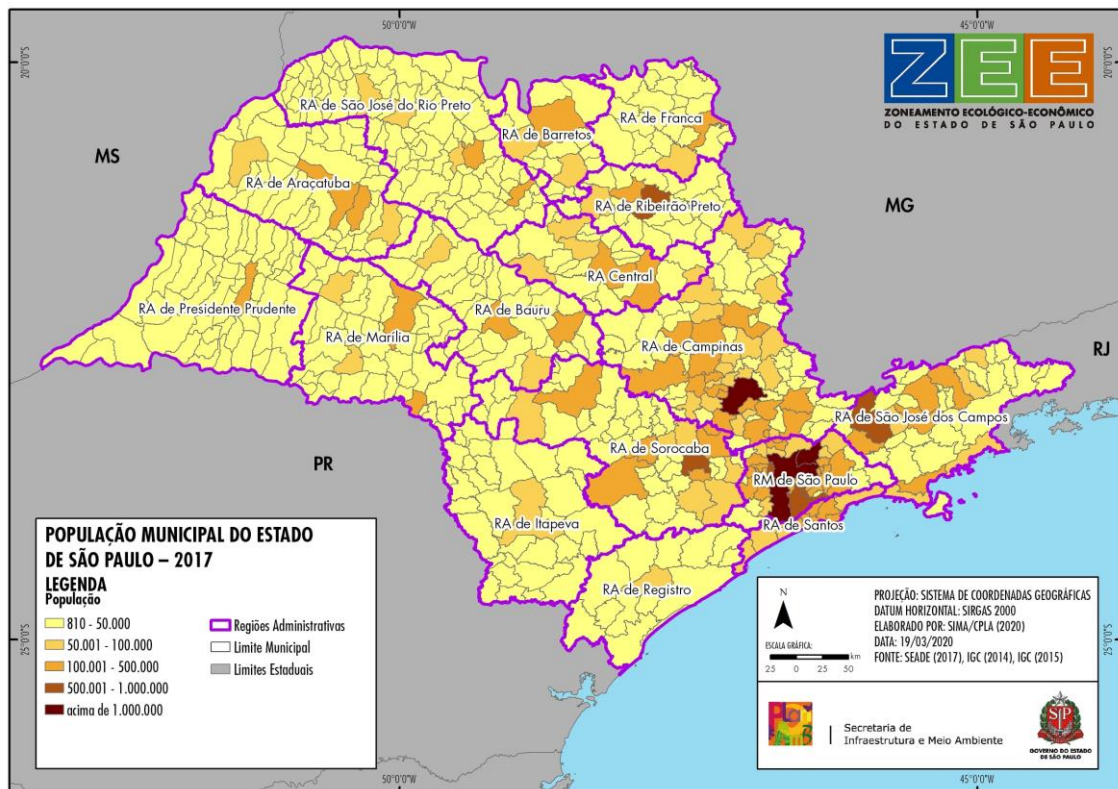 50°0'0"W
45°0'0"W
20°0'0"S
20°0'0"S
ZEE
ZONEAMENTO ECOLÓGICO-ECONÔMICO
DO ESTADO DE SÃO PAULO
RA de São José do Rio Preto
RA de Barretos
RA de Franca
MS
RA de Araçatuba
RA de Ribeirão Preto
MG
RA Central
RA de Presidente Prudente
RA de Bauru
RA de Marília
RA de Campinas
RJ
RA de São José dos Campos
RA de Sorocaba
PR
RM de São Paulo
RA de Itapeva
RA de Santos
RA de Registro
POPULAÇÃO MUNICIPAL DO ESTADO
DE SÃO PAULO – 2017
LEGENDA
População
810 - 50.000
50.001 - 100.000
100.001 - 500.000
500.001 - 1.000.000
acima de 1.000.000
Regiões Administrativas
Limite Municipal
Limites Estaduais
N
ESCALA GRÁFICA:
km
25 0 25 50
PROJEÇÃO: SISTEMA DE COORDENADAS GEOGRÁFICAS
DATUM HORIZONTAL: SIRGAS 2000
ELABORADO POR: SIMA/CPLA (2020)
DATA: 19/03/2020
FONTE: SEADE (2017), IGC (2014), IGC (2015)
25°0'0"S
25°0'0"S
Secretaria de
Infraestrutura e Meio Ambiente
GOVERNO DO ESTADO
DE SÃO PAULO
50°0'0"W
45°0'0"W